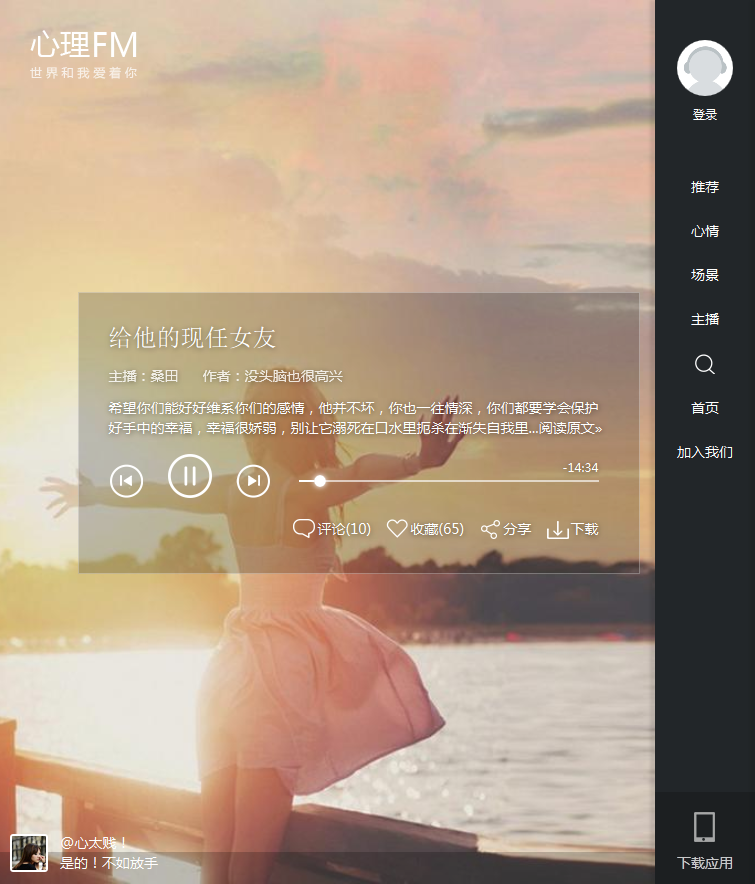 心理FM
世界和我爱着你
给他的现任女友
主播：桑田 作者：没头脑也很高兴
希望你们能好好维系你们的感情，他并不坏，你也一往情深，你们都要学会保护
好手中的幸福，幸福很娇弱，别让它溺死在口水里扼杀在渐失自我里...阅读原文»
-14:34
评论(10) 收藏(65) 分享 下载
@心太贱！
是的！不如放手
登录
推荐
心情
场景
主播
首页
加入我们
下载应用